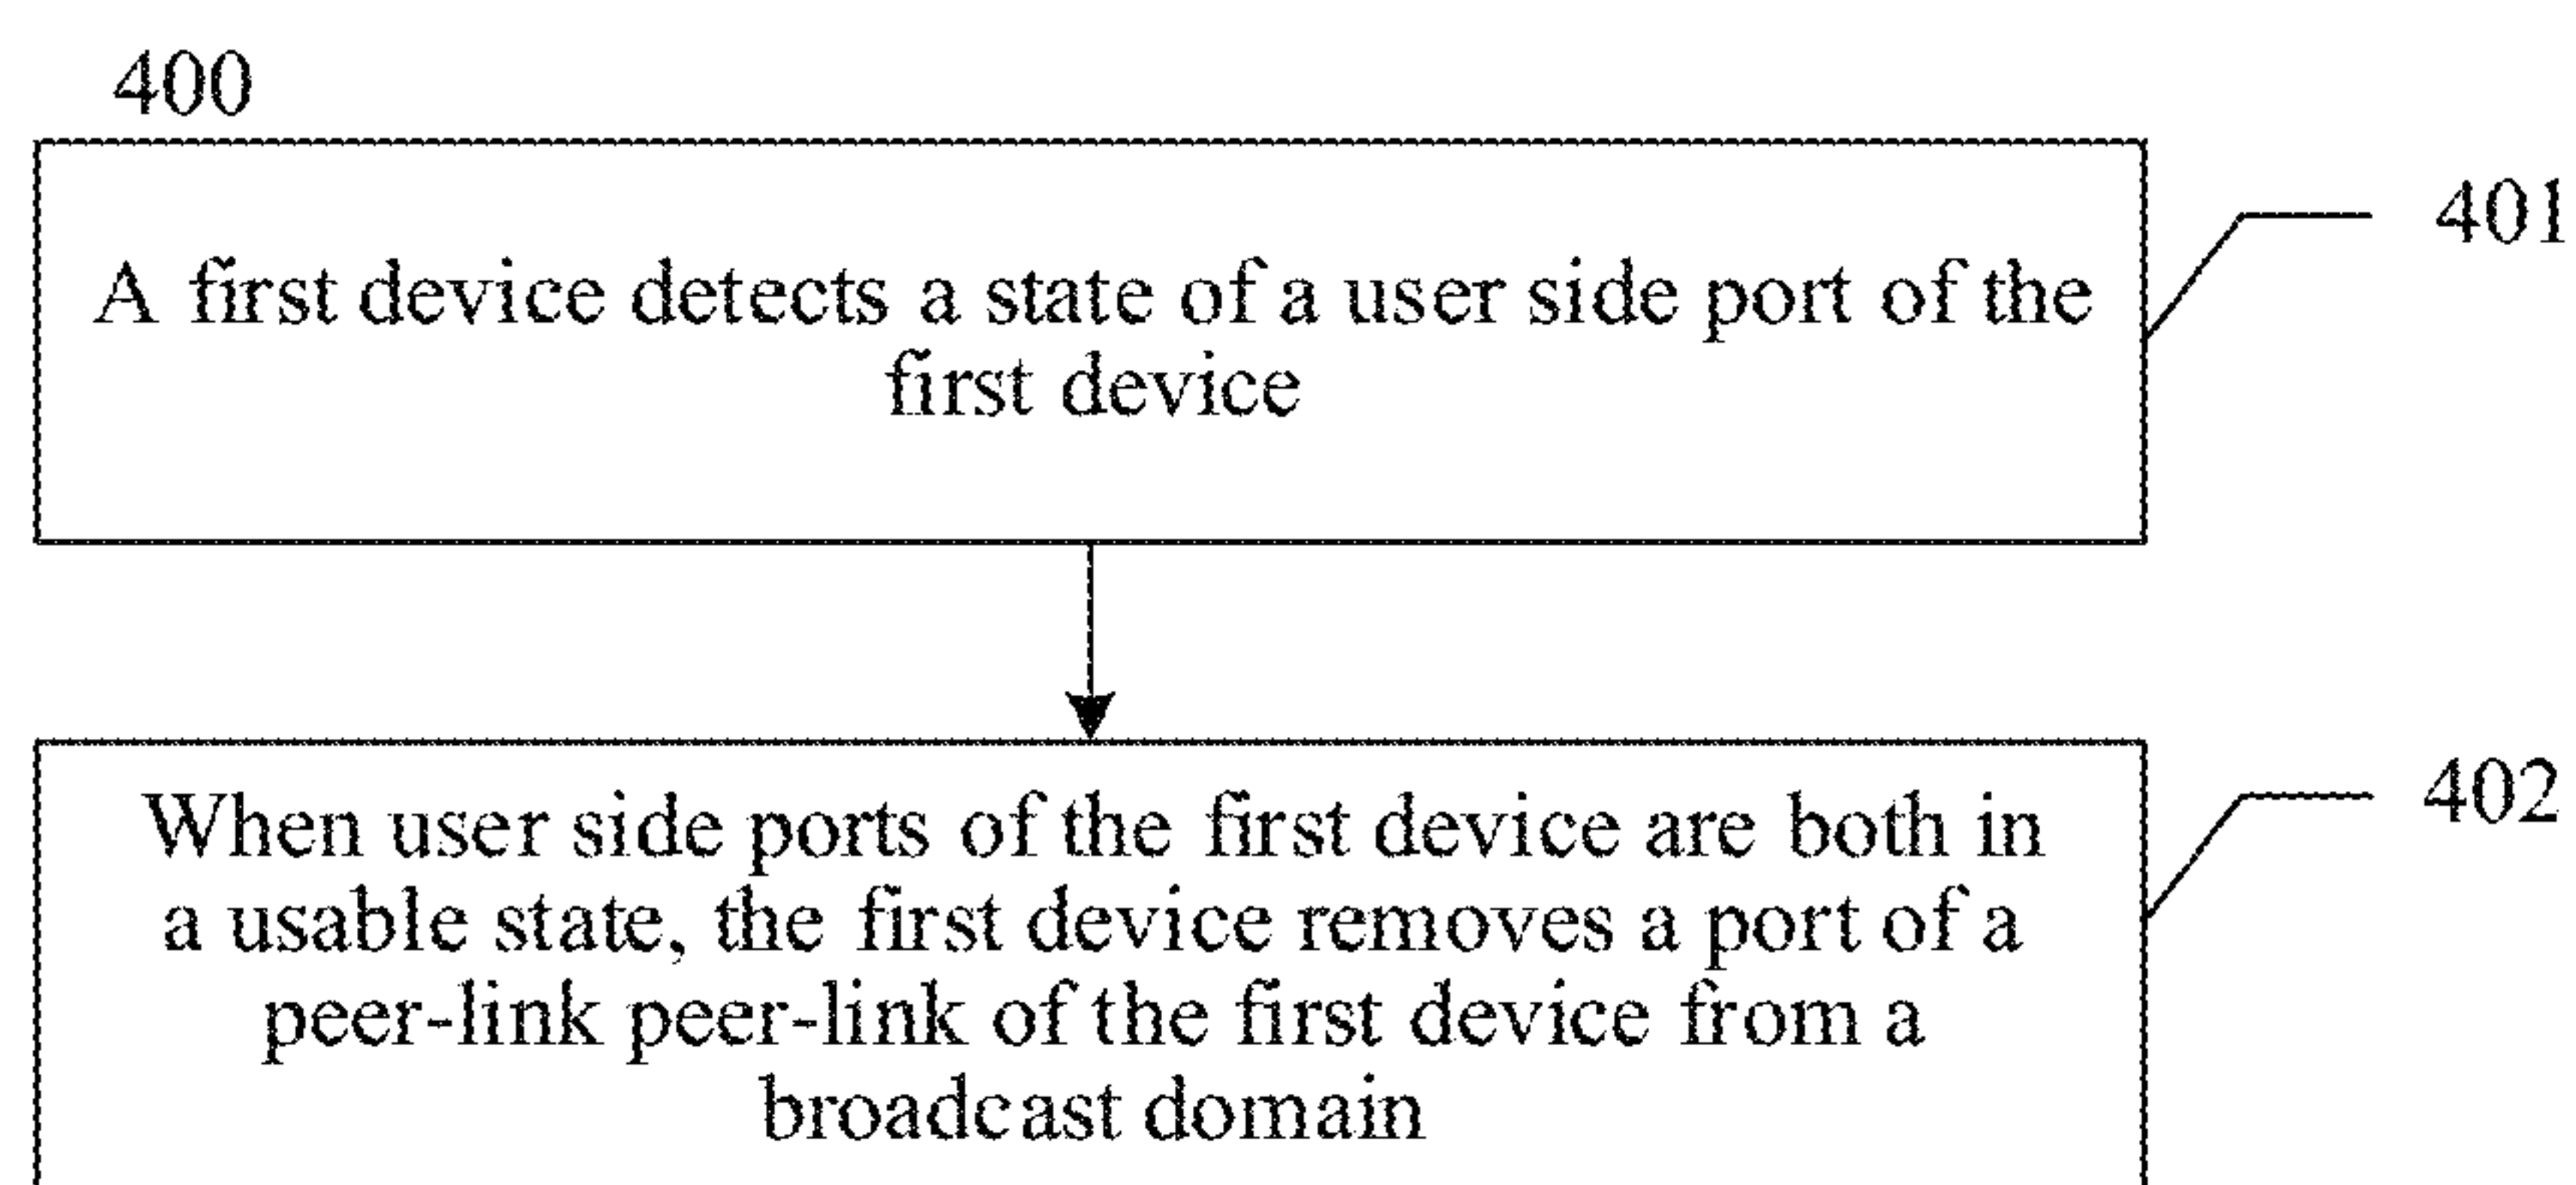 400
401
A first device detects a state of a user side port of the
first device
402
When user side ports of the first device are both in
a usable state, the first device removes a port of a
peer-link peer-link of the first device from a
broadcast domain